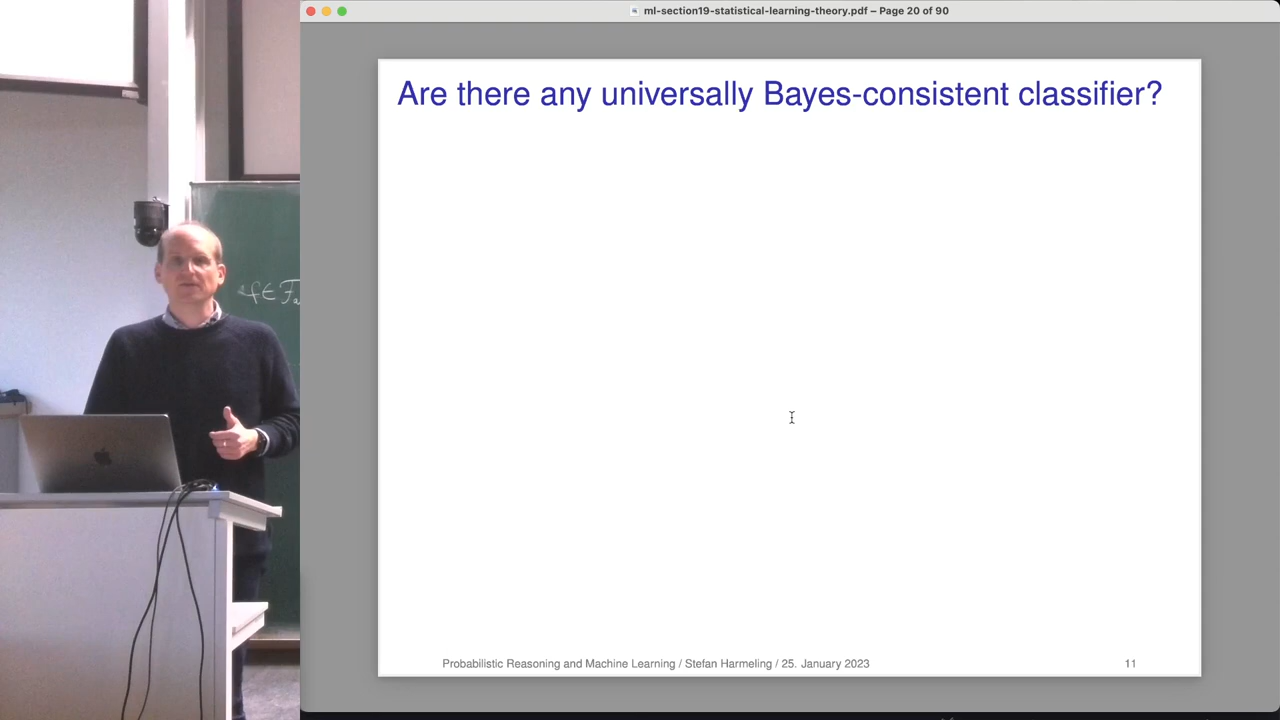 ml-section19-statistical-learning-theory.pdf – Page 20 of 90
Are there any universally Bayes-consistent classifier?
f ∈ F
Probabilistic Reasoning and Machine Learning / Stefan Harmeling / 25. January 2023
11